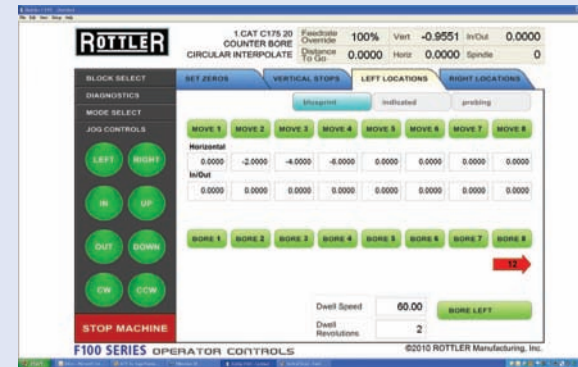 ROTTLER
1.CAT C175 20
COUNTER BORE
CIRCULAR INTERPOLATE
Feedrate Override 100% Vert -0.9551 In/Out 0.0000
Distance To Go 0.0000 Horiz 0.0000 Spindle 0
BLOCK SELECT
DIAGNOSTICS
MODE SELECT
JOG CONTROLS
LEFT RIGHT
IN UP
OUT DOWN
CW CCW
STOP MACHINE
SET ZEROS VERTICAL STOPS LEFT LOCATIONS RIGHT LOCATIONS
blueprint indicated probing
MOVE 1 MOVE 2 MOVE 3 MOVE 4 MOVE 5 MOVE 6 MOVE 7 MOVE 8
Horizontal
0.0000 -2.0000 -4.0000 -6.0000 0.0000 0.0000 0.0000 0.0000
In/Out
0.0000 0.0000 0.0000 0.0000 0.0000 0.0000 0.0000 0.0000
BORE 1 BORE 2 BORE 3 BORE 4 BORE 5 BORE 6 BORE 7 BORE 8
12
Dwell Speed 60.00 BORE LEFT
Dwell Revolutions 2
F100 SERIES OPERATOR CONTROLS ©2010 ROTTLER Manufacturing, Inc.